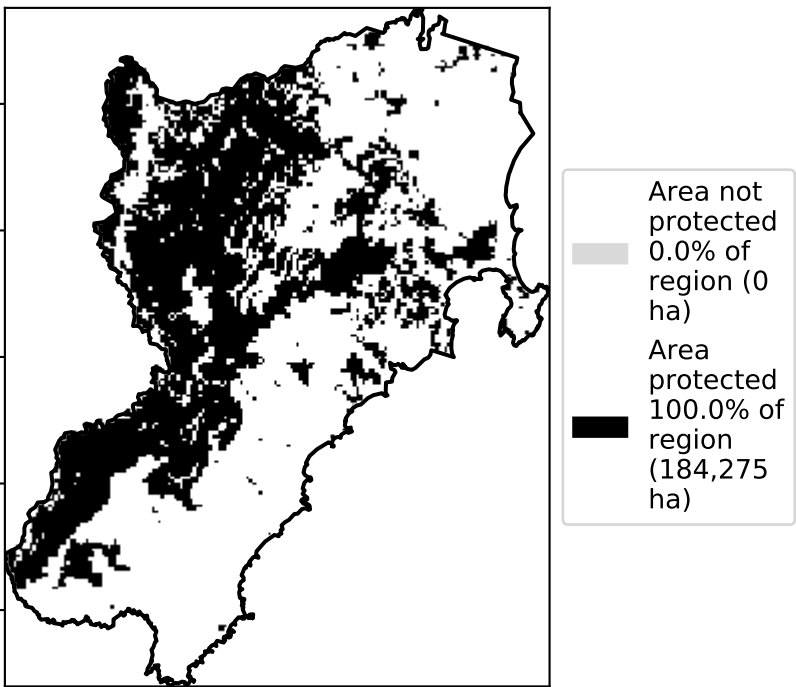 Area not
protected
0.0% of
region (0
ha)
Area
protected
100.0% of
region
(184,275
ha)